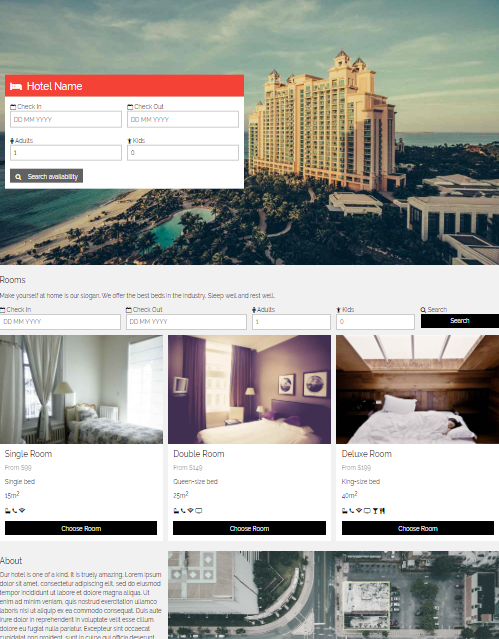 Hotel Name
Check In
Check Out
DD MM YYYY
DD MM YYYY
Adults
Kids
1
0
Search availability
Rooms
Make yourself at home is our slogan. We offer the best beds in the industry. Sleep well and rest well.
Check In
Check Out
Adults
Kids
Search
DD MM YYYY
DD MM YYYY
1
0
Search
Single Room
Double Room
Deluxe Room
From $99
From $149
From $199
Single bed
Queen-size bed
King-size bed
15m²
25m²
40m²
Choose Room
Choose Room
Choose Room
About
Our hotel is one of a kind. It is truely amazing. Lorem ipsum
dolor sit amet, consectetur adipiscing elit, sed do eiusmod
tempor incididunt ut labore et dolore magna aliqua. Ut
enim ad minim veniam, quis nostrud exercitation ullamco
laboris nisi ut aliquip ex ea commodo consequat. Duis aute
irure dolor in reprehenderit in voluptate velit esse cillum
dolore eu fugiat nulla pariatur. Excepteur sint occaecat
cupidatat non proident, sunt in culpa qui officia deserunt